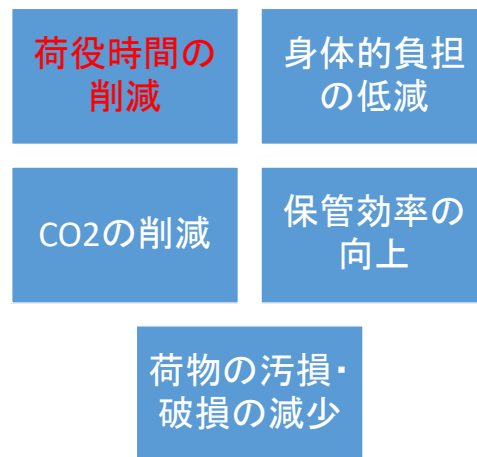 荷役時間の
削減
身体的負担
の低減
CO2の削減
保管効率の
向上
荷物の汚損・
破損の減少